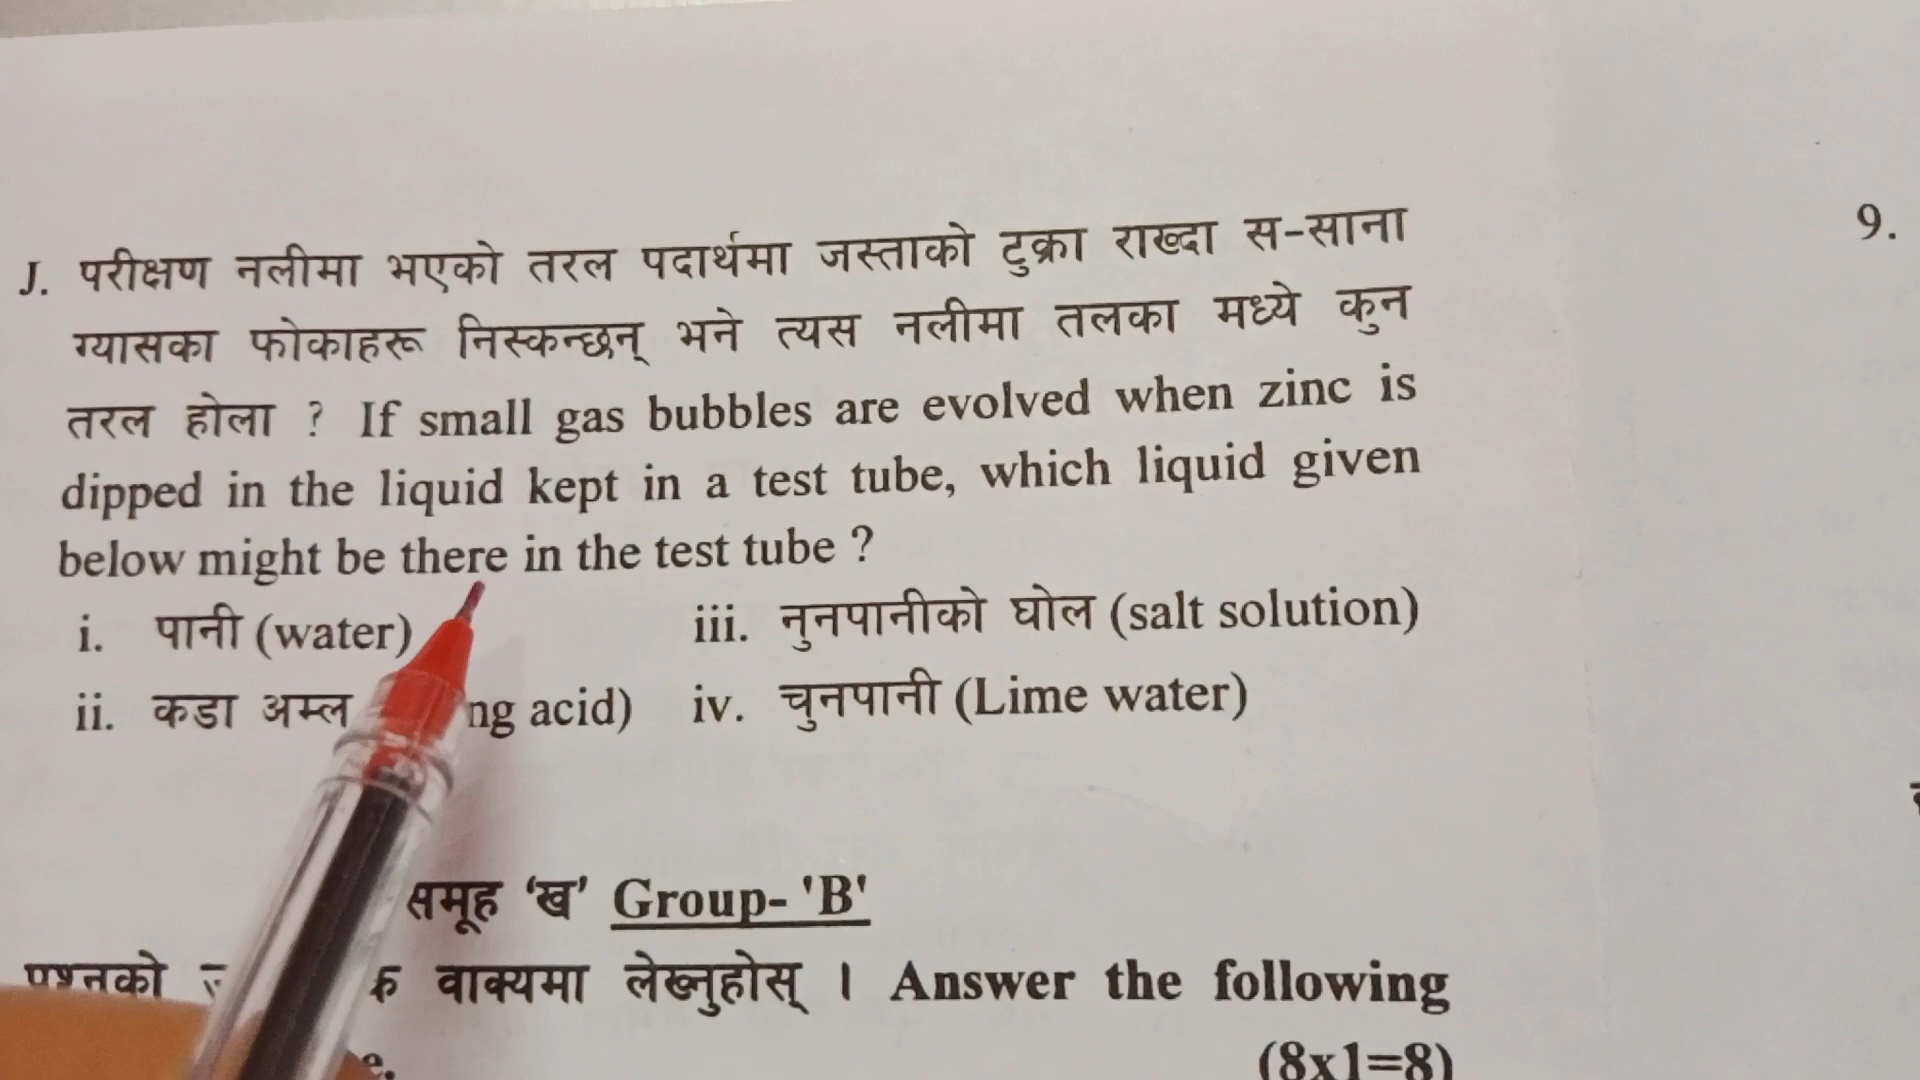 J. परीक्षण नलीमा भएको तरल पदार्थमा जस्ताको टुक्रा राख्दा स-साना
ग्यासका फोकाहरू निस्कन्छन् भने त्यस नलीमा तलका मध्ये कुन
तरल होला ? If small gas bubbles are evolved when zinc is
dipped in the liquid kept in a test tube, which liquid given
below might be there in the test tube ?
i. पानी (water) iii. नुनपानीको घोल (salt solution)
ii. कडा अम्ल ng acid) iv. चुनपानी (Lime water)
समूह ‘ख’ Group- 'B'
वाक्यमा लेख्नुहोस् । Answer the following
(8x1=8)
9.